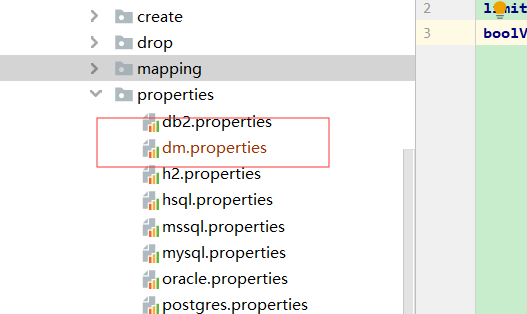 create
drop
mapping
properties
db2.properties
dm.properties
h2.properties
hsql.properties
mssql.properties
mysql.properties
oracle.properties
postgres.properties
2 limit
3 boolV